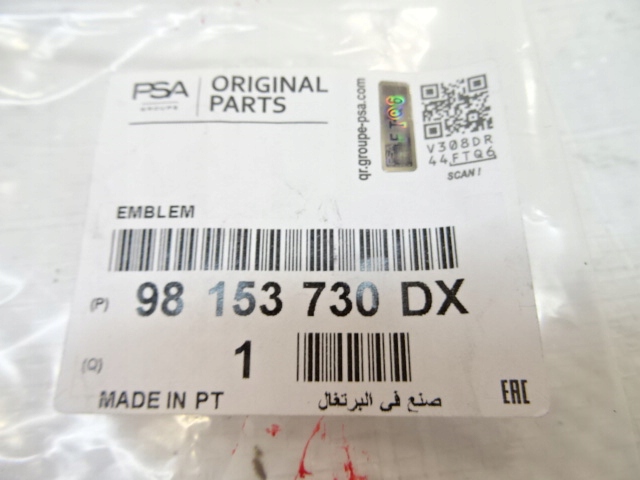 PSA
GROUPE
ORIGINAL
PARTS
qr.groupe-psa.com
V308DR
44FTQ6
SCAN !
EMBLEM
(P) 98 153 730 DX
(Q) 1
MADE IN PT
صنع في البرتغال
EAC